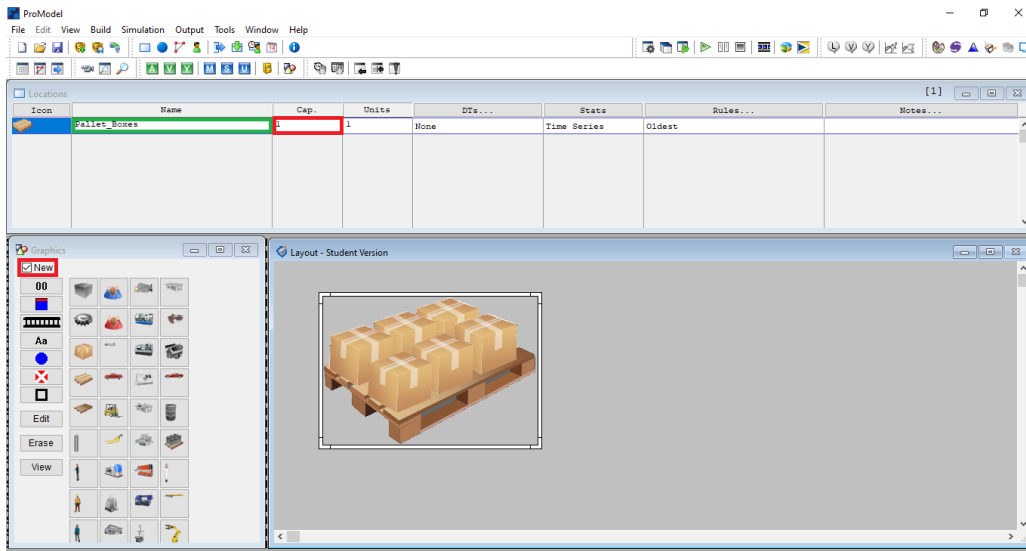 ProModel
File Edit View Build Simulation Output Tools Window Help
Locations [1]
Icon Name Cap. Units DTs... Stats Rules... Notes...
Pallet_Boxes 1 1 None Time Series Oldest
Graphics
New
00
Aa
Edit
Erase
View
Layout - Student Version